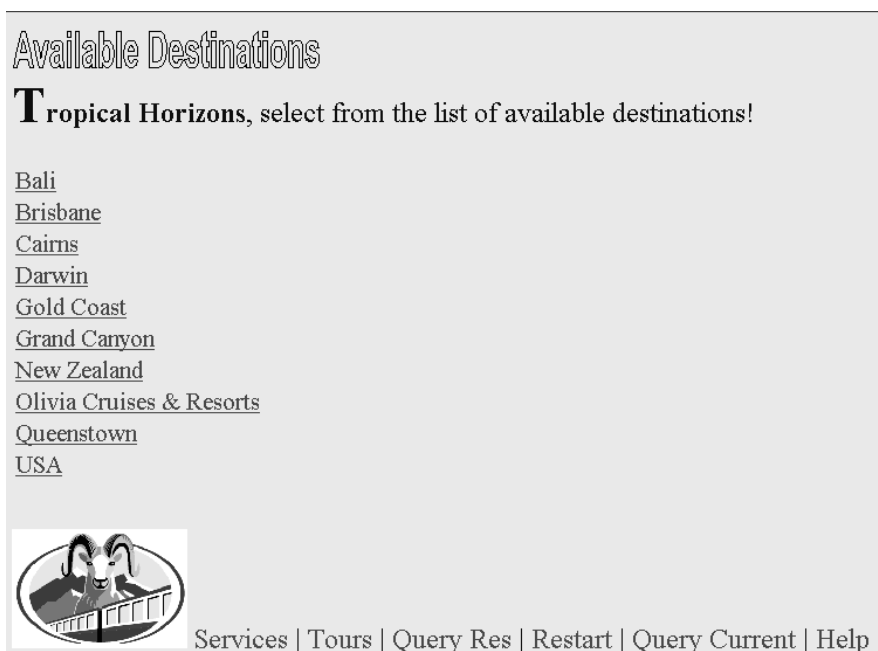 Available Destinations
Tropical Horizons, select from the list of available destinations!
Bali
Brisbane
Cairns
Darwin
Gold Coast
Grand Canyon
New Zealand
Olivia Cruises & Resorts
Queenstown
USA
Services | Tours | Query Res | Restart | Query Current | Help